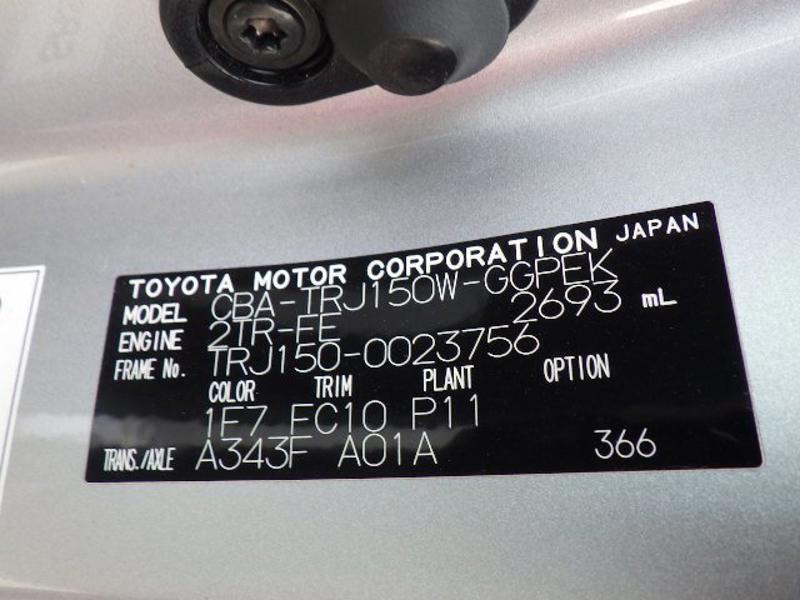 TOYOTA MOTOR CORPORATION JAPAN
MODEL CBA-TRJ150W-GGPEK
ENGINE 2TR-FE 2693 mL
FRAME No. TRJ150-0023756
COLOR TRIM PLANT OPTION
1F7 FC10 P11
TRANS./AXLE A343F A01A 366